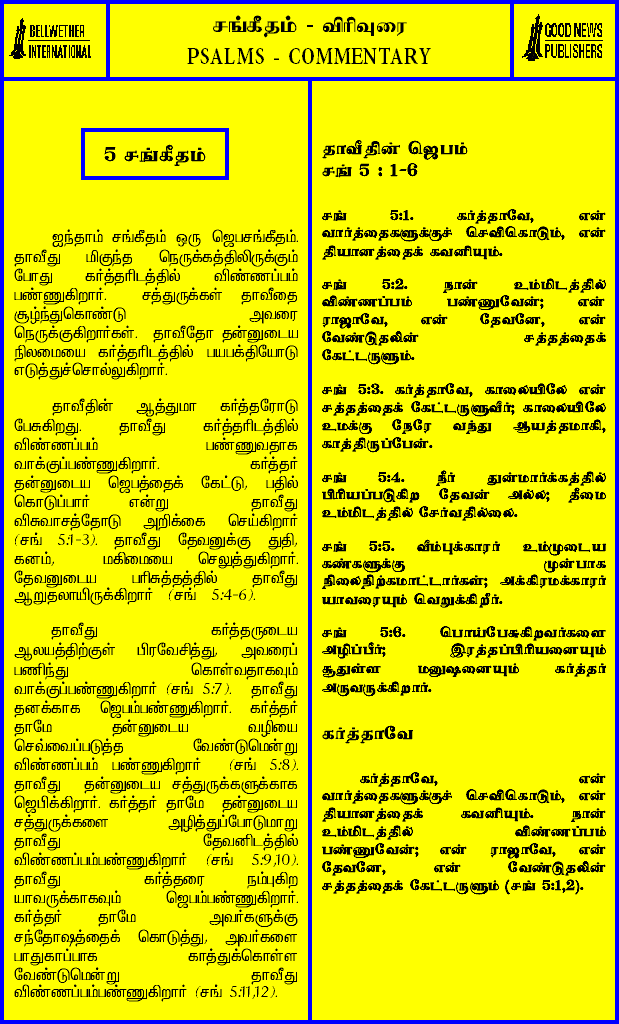 BELLWETHER
INTERNATIONAL
சங்கீதம் - விரிவுரை
PSALMS - COMMENTARY
GOOD NEWS
PUBLISHERS
5 சங்கீதம்
ஐந்தாம் சங்கீதம் ஒரு ஜெபசங்கீதம்.
தாவீது மிகுந்த நெருக்கத்திலிருக்கும்
போது கர்த்தரிடத்தில் விண்ணப்பம்
பண்ணுகிறார். சத்துருக்கள் தாவீதை
சூழ்ந்துகொண்டு அவரை
நெருக்குகிறார்கள். தாவீதோ தன்னுடைய
நிலமையை கர்த்தரிடத்தில் பயபக்தியோடு
எடுத்துச்சொல்லுகிறார்.
தாவீதின் ஆத்துமா கர்த்தரோடு
பேசுகிறது. தாவீது கர்த்தரிடத்தில்
விண்ணப்பம் பண்ணுவதாக
வாக்குப்பண்ணுகிறார். கர்த்தர்
தன்னுடைய ஜெபத்தைக் கேட்டு, பதில்
கொடுப்பார் என்று தாவீது
விசுவாசத்தோடு அறிக்கை செய்கிறார்
(சங் 5:1-3). தாவீது தேவனுக்கு துதி,
கனம், மகிமையை செலுத்துகிறார்.
தேவனுடைய பரிசுத்தத்தில் தாவீது
ஆறுதலாயிருக்கிறார் (சங் 5:4-6).
தாவீது கர்த்தருடைய
ஆலயத்திற்குள் பிரவேசித்து, அவரைப்
பணிந்து கொள்வதாகவும்
வாக்குப்பண்ணுகிறார் (சங் 5:7). தாவீது
தனக்காக ஜெபம்பண்ணுகிறார். கர்த்தர்
தாமே தன்னுடைய வழியை
செவ்வைப்படுத்த வேண்டுமென்று
விண்ணப்பம் பண்ணுகிறார் (சங் 5:8).
தாவீது தன்னுடைய சத்துருக்களுக்காக
ஜெபிக்கிறார். கர்த்தர் தாமே தன்னுடைய
சத்துருக்களை அழித்துப்போடுமாறு
தாவீது தேவனிடத்தில்
விண்ணப்பம்பண்ணுகிறார் (சங் 5:9,10).
தாவீது கர்த்தரை நம்புகிற
யாவருக்காகவும் ஜெபம்பண்ணுகிறார்.
கர்த்தர் தாமே அவர்களுக்கு
சந்தோஷத்தைக் கொடுத்து, அவர்களை
பாதுகாப்பாக காத்துக்கொள்ள
வேண்டுமென்று தாவீது
விண்ணப்பம்பண்ணுகிறார் (சங் 5:11,12).
தாவீதின் ஜெபம்
சங் 5 : 1-6
சங் 5:1. கர்த்தாவே, என்
வார்த்தைகளுக்குச் செவிகொடும், என்
தியானத்தைக் கவனியும்.
சங் 5:2. நான் உம்மிடத்தில்
விண்ணப்பம் பண்ணுவேன்; என்
ராஜாவே, என் தேவனே, என்
வேண்டுதலின் சத்தத்தைக்
கேட்டருளும்.
சங் 5:3. கர்த்தாவே, காலையிலே என்
சத்தத்தைக் கேட்டருளுவீர்; காலையிலே
உமக்கு நேரே வந்து ஆயத்தமாகி,
காத்திருப்பேன்.
சங் 5:4. நீர் துன்மார்க்கத்தில்
பிரியப்படுகிற தேவன் அல்ல; தீமை
உம்மிடத்தில் சேர்வதில்லை.
சங் 5:5. வீம்புக்காரர் உம்முடைய
கண்களுக்கு முன்பாக
நிலைநிற்கமாட்டார்கள்; அக்கிரமக்காரர்
யாவரையும் வெறுக்கிறீர்.
சங் 5:6. பொய்பேசுகிறவர்களை
அழிப்பீர்; இரத்தப்பிரியனையும்
சூதுள்ள மனுஷனையும் கர்த்தர்
அருவருக்கிறார்.
கர்த்தாவே
கர்த்தாவே, என்
வார்த்தைகளுக்குச் செவிகொடும், என்
தியானத்தைக் கவனியும். நான்
உம்மிடத்தில் விண்ணப்பம்
பண்ணுவேன்; என் ராஜாவே, என்
தேவனே, என் வேண்டுதலின்
சத்தத்தைக் கேட்டருளும் (சங் 5:1,2).